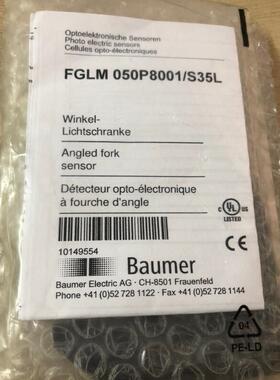 Optoelektronische Sensoren
Photo electric sensors
Cellules opto-électroniques
FGLM 050P8001/S35L
Winkel-
Lichtschranke
Angled fork
sensor
Détecteur opto-électronique
à fourche d'angle
c UL US
LISTED
CE
10149554
Baumer
Baumer Electric AG · CH-8501 Frauenfeld
Phone +41 (0)52 728 1122 · Fax +41 (0)52 728 1144
04
PE-LD